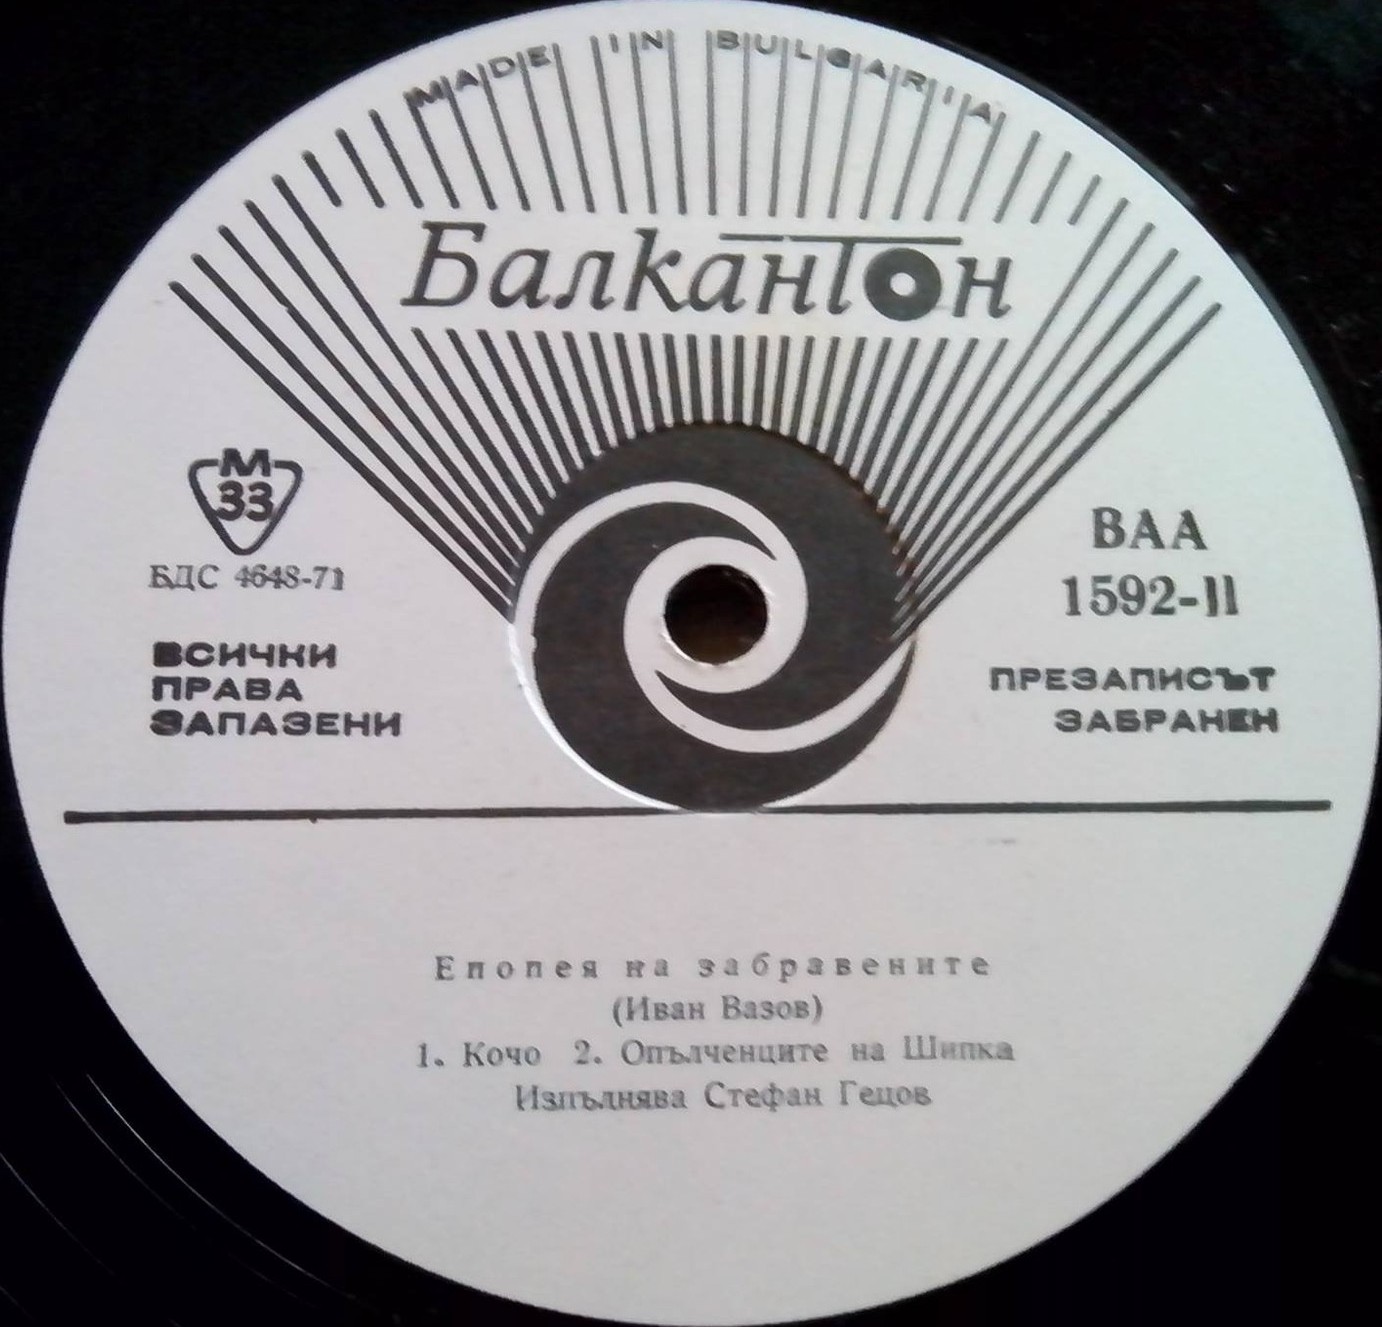 MADE IN BULGARIA
Балкантон
М
33
БДС 4648-71
ВСИЧКИ
ПРАВА
ЗАПАЗЕНИ
ВАА
1592-II
ПРЕЗАПИСЪТ
ЗАБРАНЕН
Епопея на забравените
(Иван Вазов)
1. Кочо 2. Опълченците на Шипка
Изпълнява Стефан Гецов